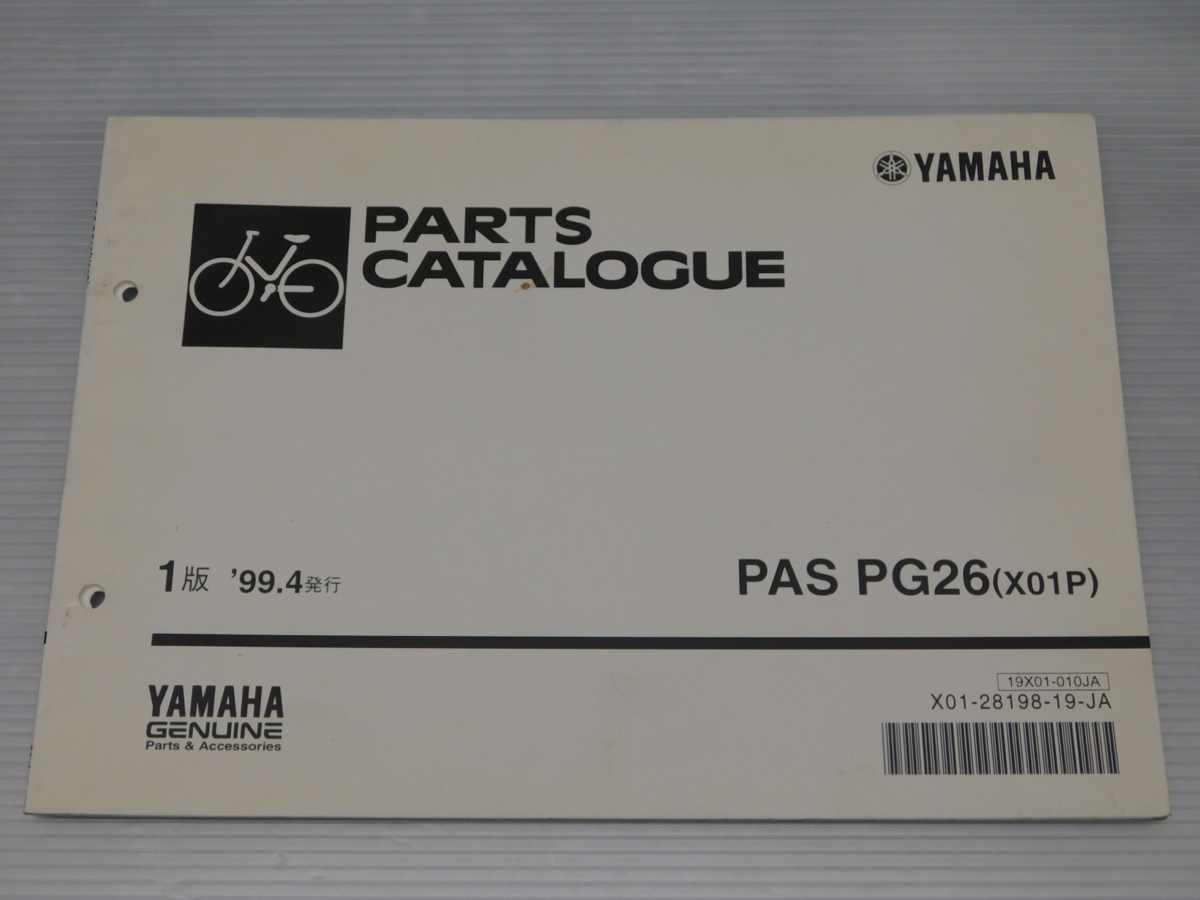 YAMAHA
PARTS
CATALOGUE
1版 '99.4発行
PAS PG26(X01P)
19X01-010JA
X01-28198-19-JA
YAMAHA
GENUINE
Parts & Accessories